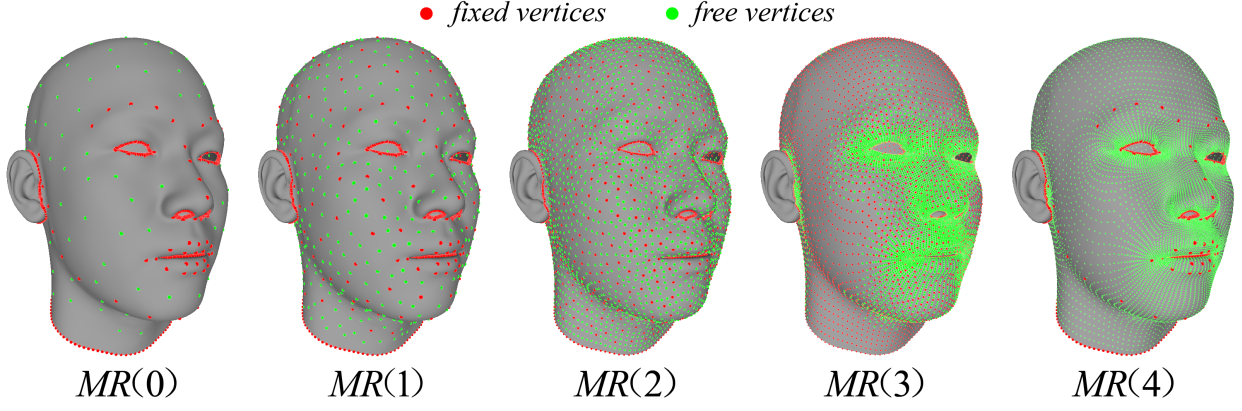 fixed vertices free vertices
MR(0) MR(1) MR(2) MR(3) MR(4)